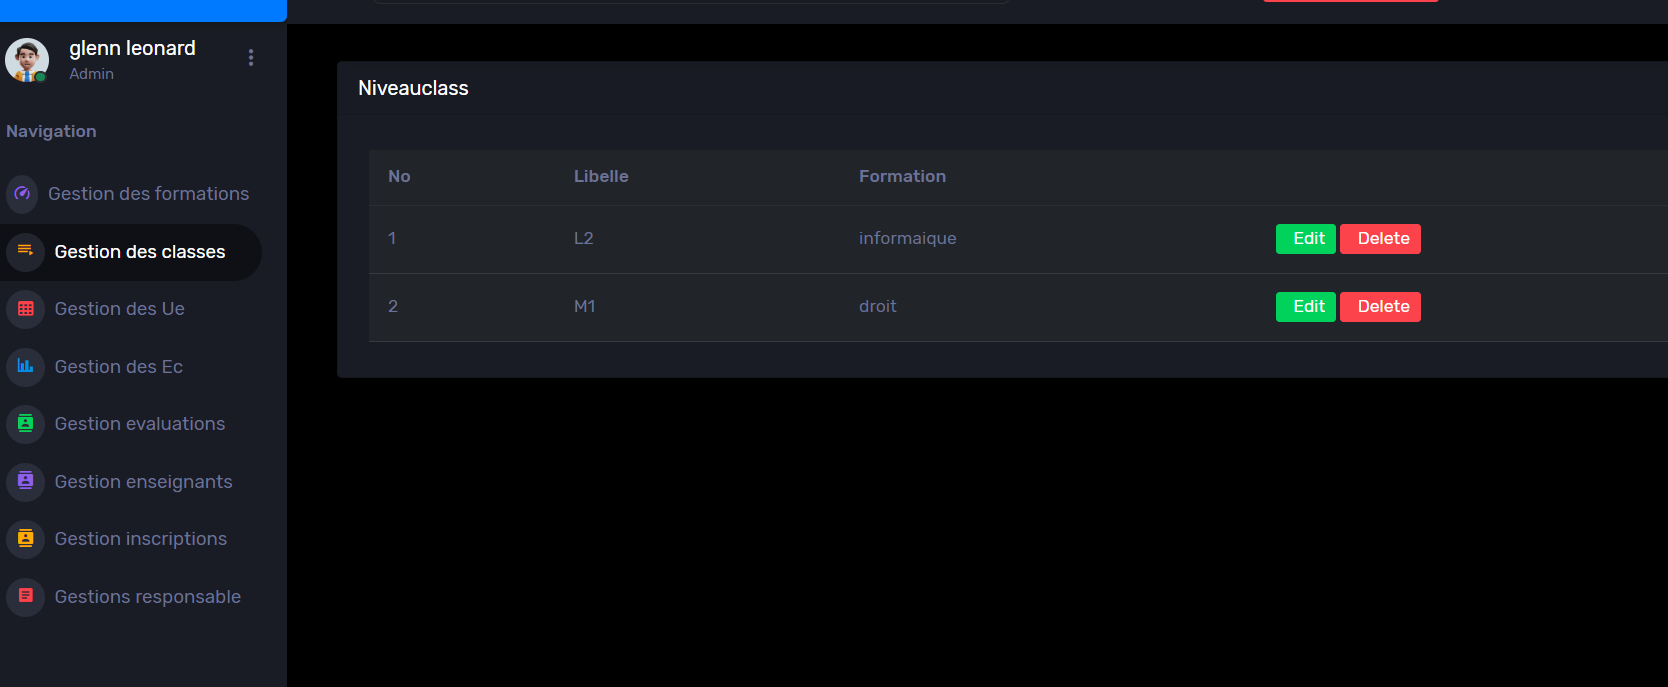 glenn leonard
Admin
Navigation
Gestion des formations
Gestion des classes
Gestion des Ue
Gestion des Ec
Gestion evaluations
Gestion enseignants
Gestion inscriptions
Gestions responsable
Niveauclass
No Libelle Formation
1 L2 informaique Edit Delete
2 M1 droit Edit Delete